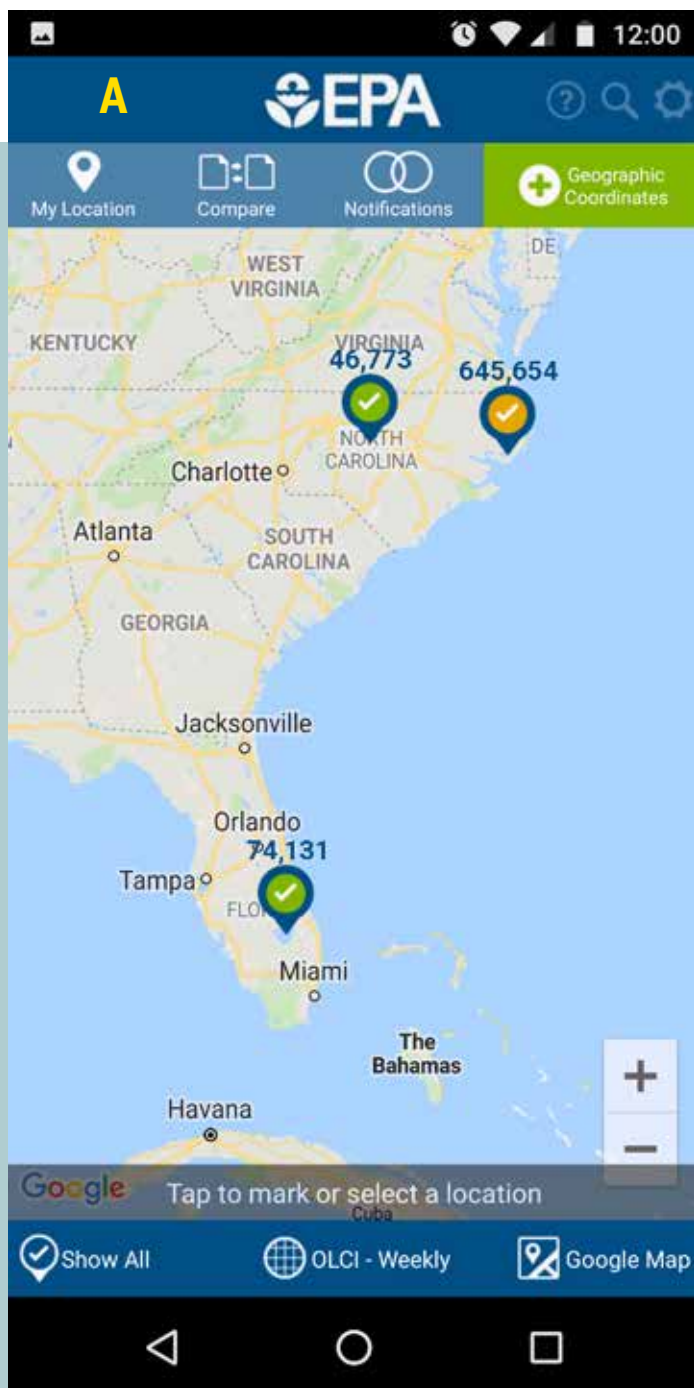 12:00
A
EPA
?
My Location
Compare
Notifications
Geographic
Coordinates
DE
WEST
VIRGINIA
KENTUCKY
VIRGINIA
46,773
645,654
NORTH
CAROLINA
Charlotte
Atlanta
SOUTH
CAROLINA
GEORGIA
Jacksonville
Orlando
74,131
Tampa
Miami
The
Bahamas
+
Havana
−
Google
Tap to mark or select a location
Cuba
Show All
OLCI - Weekly
Google Map